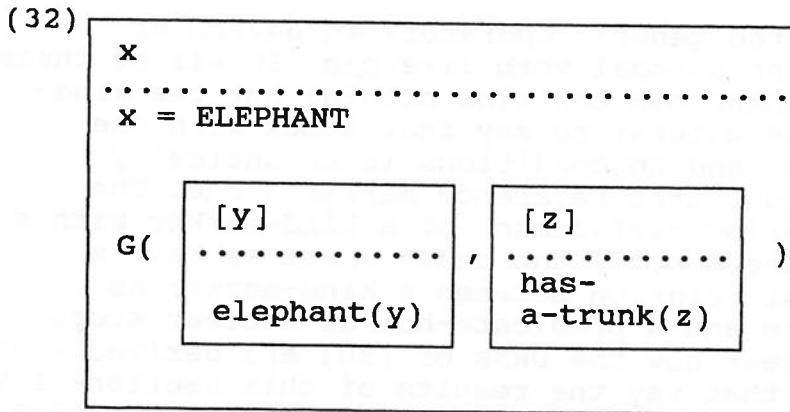 (32)
x
x = ELEPHANT
[y] [z]
G( , )
elephant(y) has-
a-trunk(z)